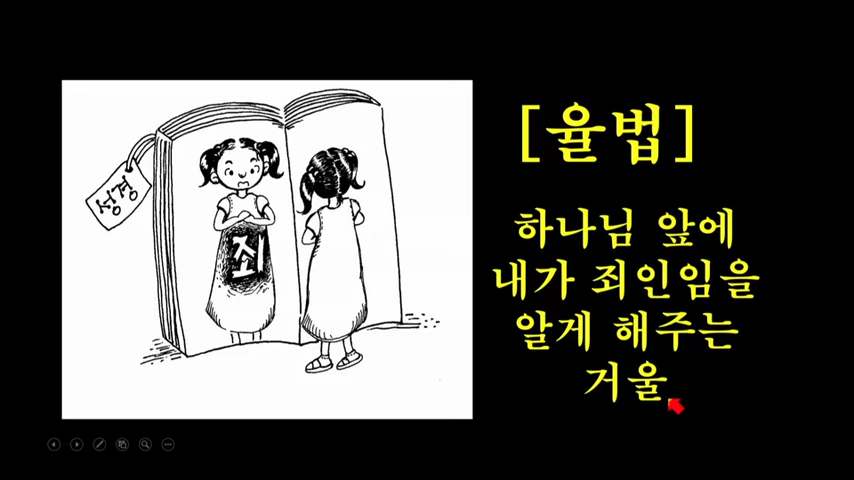 성경
죄
[율법]
하나님 앞에
내가 죄인임을
알게 해주는
거울